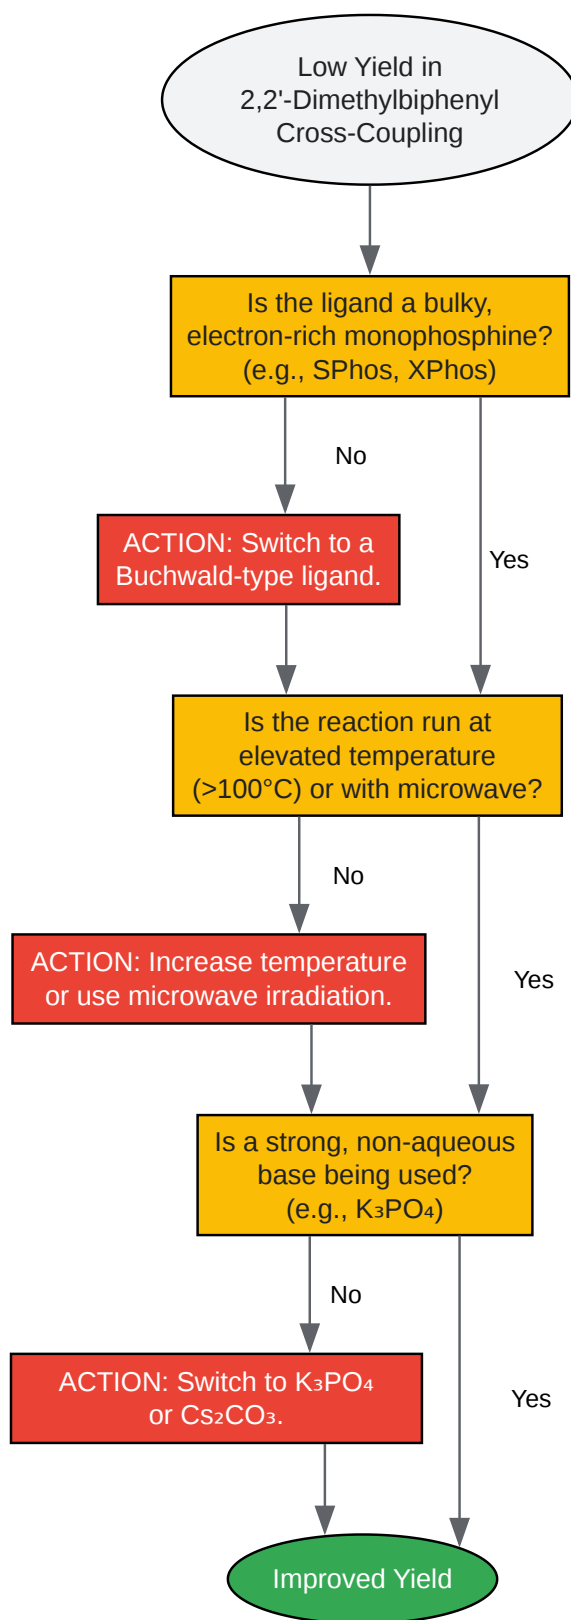 Low Yield in
2,2'-Dimethylbiphenyl
Cross-Coupling
Is the ligand a bulky,
electron-rich monophosphine?
(e.g., SPhos, XPhos)
No
ACTION: Switch to a
Buchwald-type ligand.
Yes
Is the reaction run at
elevated temperature
(>100°C) or with microwave?
No
ACTION: Increase temperature
or use microwave irradiation.
Yes
Is a strong, non-aqueous
base being used?
(e.g., K₃PO₄)
No
ACTION: Switch to K₃PO₄
or Cs₂CO₃.
Yes
Improved Yield